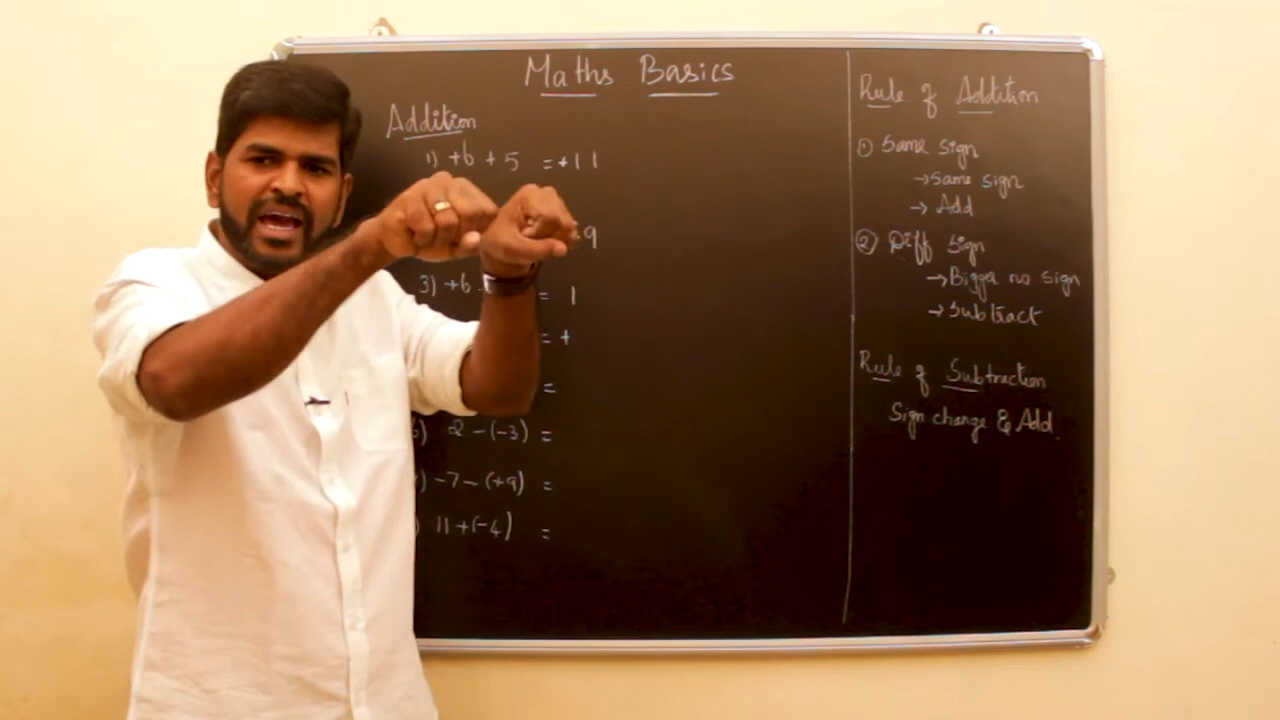 Maths Basics
Addition
1) +6 + 5 = +11
9
3) +6 = 1
= +
=
2 - (-3) =
) -7 - (+9) =
) 11 + (-4) =
Rule of Addition
① Same sign
→ Same sign
→ Add
② Diff sign
→ Bigger no sign
→ Subtract
Rule of Subtraction
Sign change & Add